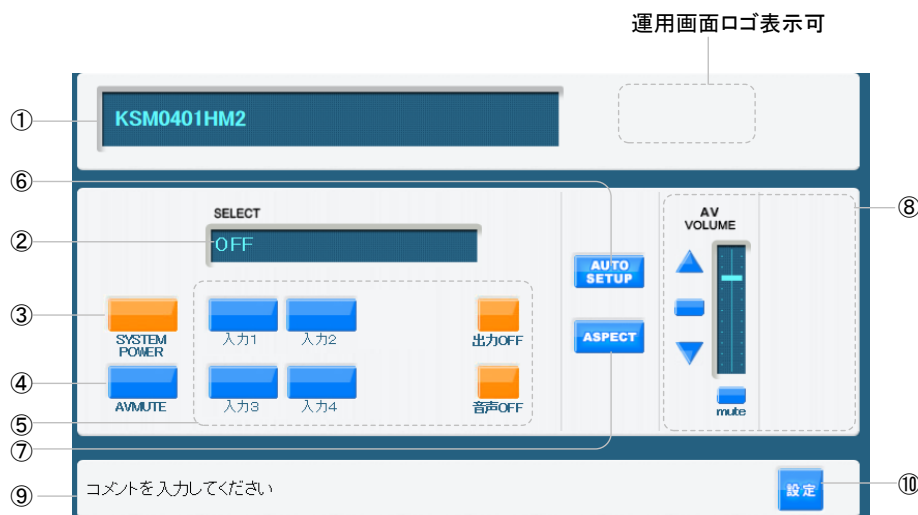 運用画面ロゴ表示可
①
KSM0401HM2
⑥
⑧
SELECT
AV
VOLUME
②
OFF
AUTO
SETUP
③
SYSTEM
POWER
入力1
入力2
出力OFF
ASPECT
④
AVMUTE
入力3
入力4
音声OFF
mute
⑤
⑦
⑨
コメントを入力してください
設定
⑩